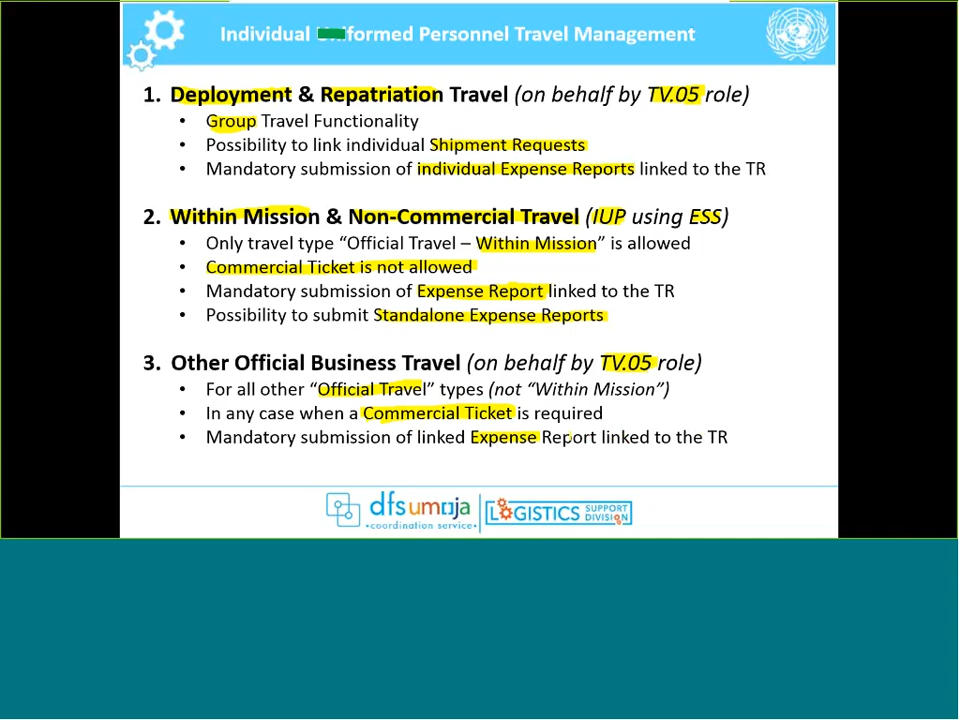 Individual Uniformed Personnel Travel Management
1. Deployment & Repatriation Travel (on behalf by TV.05 role)
• Group Travel Functionality
• Possibility to link individual Shipment Requests
• Mandatory submission of individual Expense Reports linked to the TR
2. Within Mission & Non-Commercial Travel (IUP using ESS)
• Only travel type “Official Travel – Within Mission” is allowed
• Commercial Ticket is not allowed
• Mandatory submission of Expense Report linked to the TR
• Possibility to submit Standalone Expense Reports
3. Other Official Business Travel (on behalf by TV.05 role)
• For all other “Official Travel” types (not “Within Mission”)
• In any case when a Commercial Ticket is required
• Mandatory submission of linked Expense Report linked to the TR
dfsumoja
•coordination service•
LOGISTICS SUPPORT DIVISION